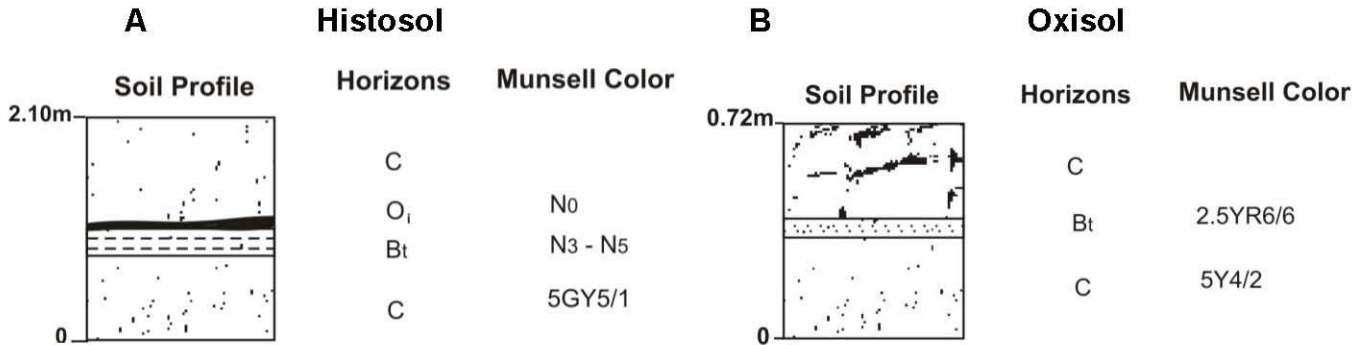 A Histosol
Soil Profile Horizons Munsell Color
2.10m
C
Oi N0
Bt N3 - N5
C 5GY5/1
0
B Oxisol
Soil Profile Horizons Munsell Color
0.72m
C
Bt 2.5YR6/6
C 5Y4/2
0